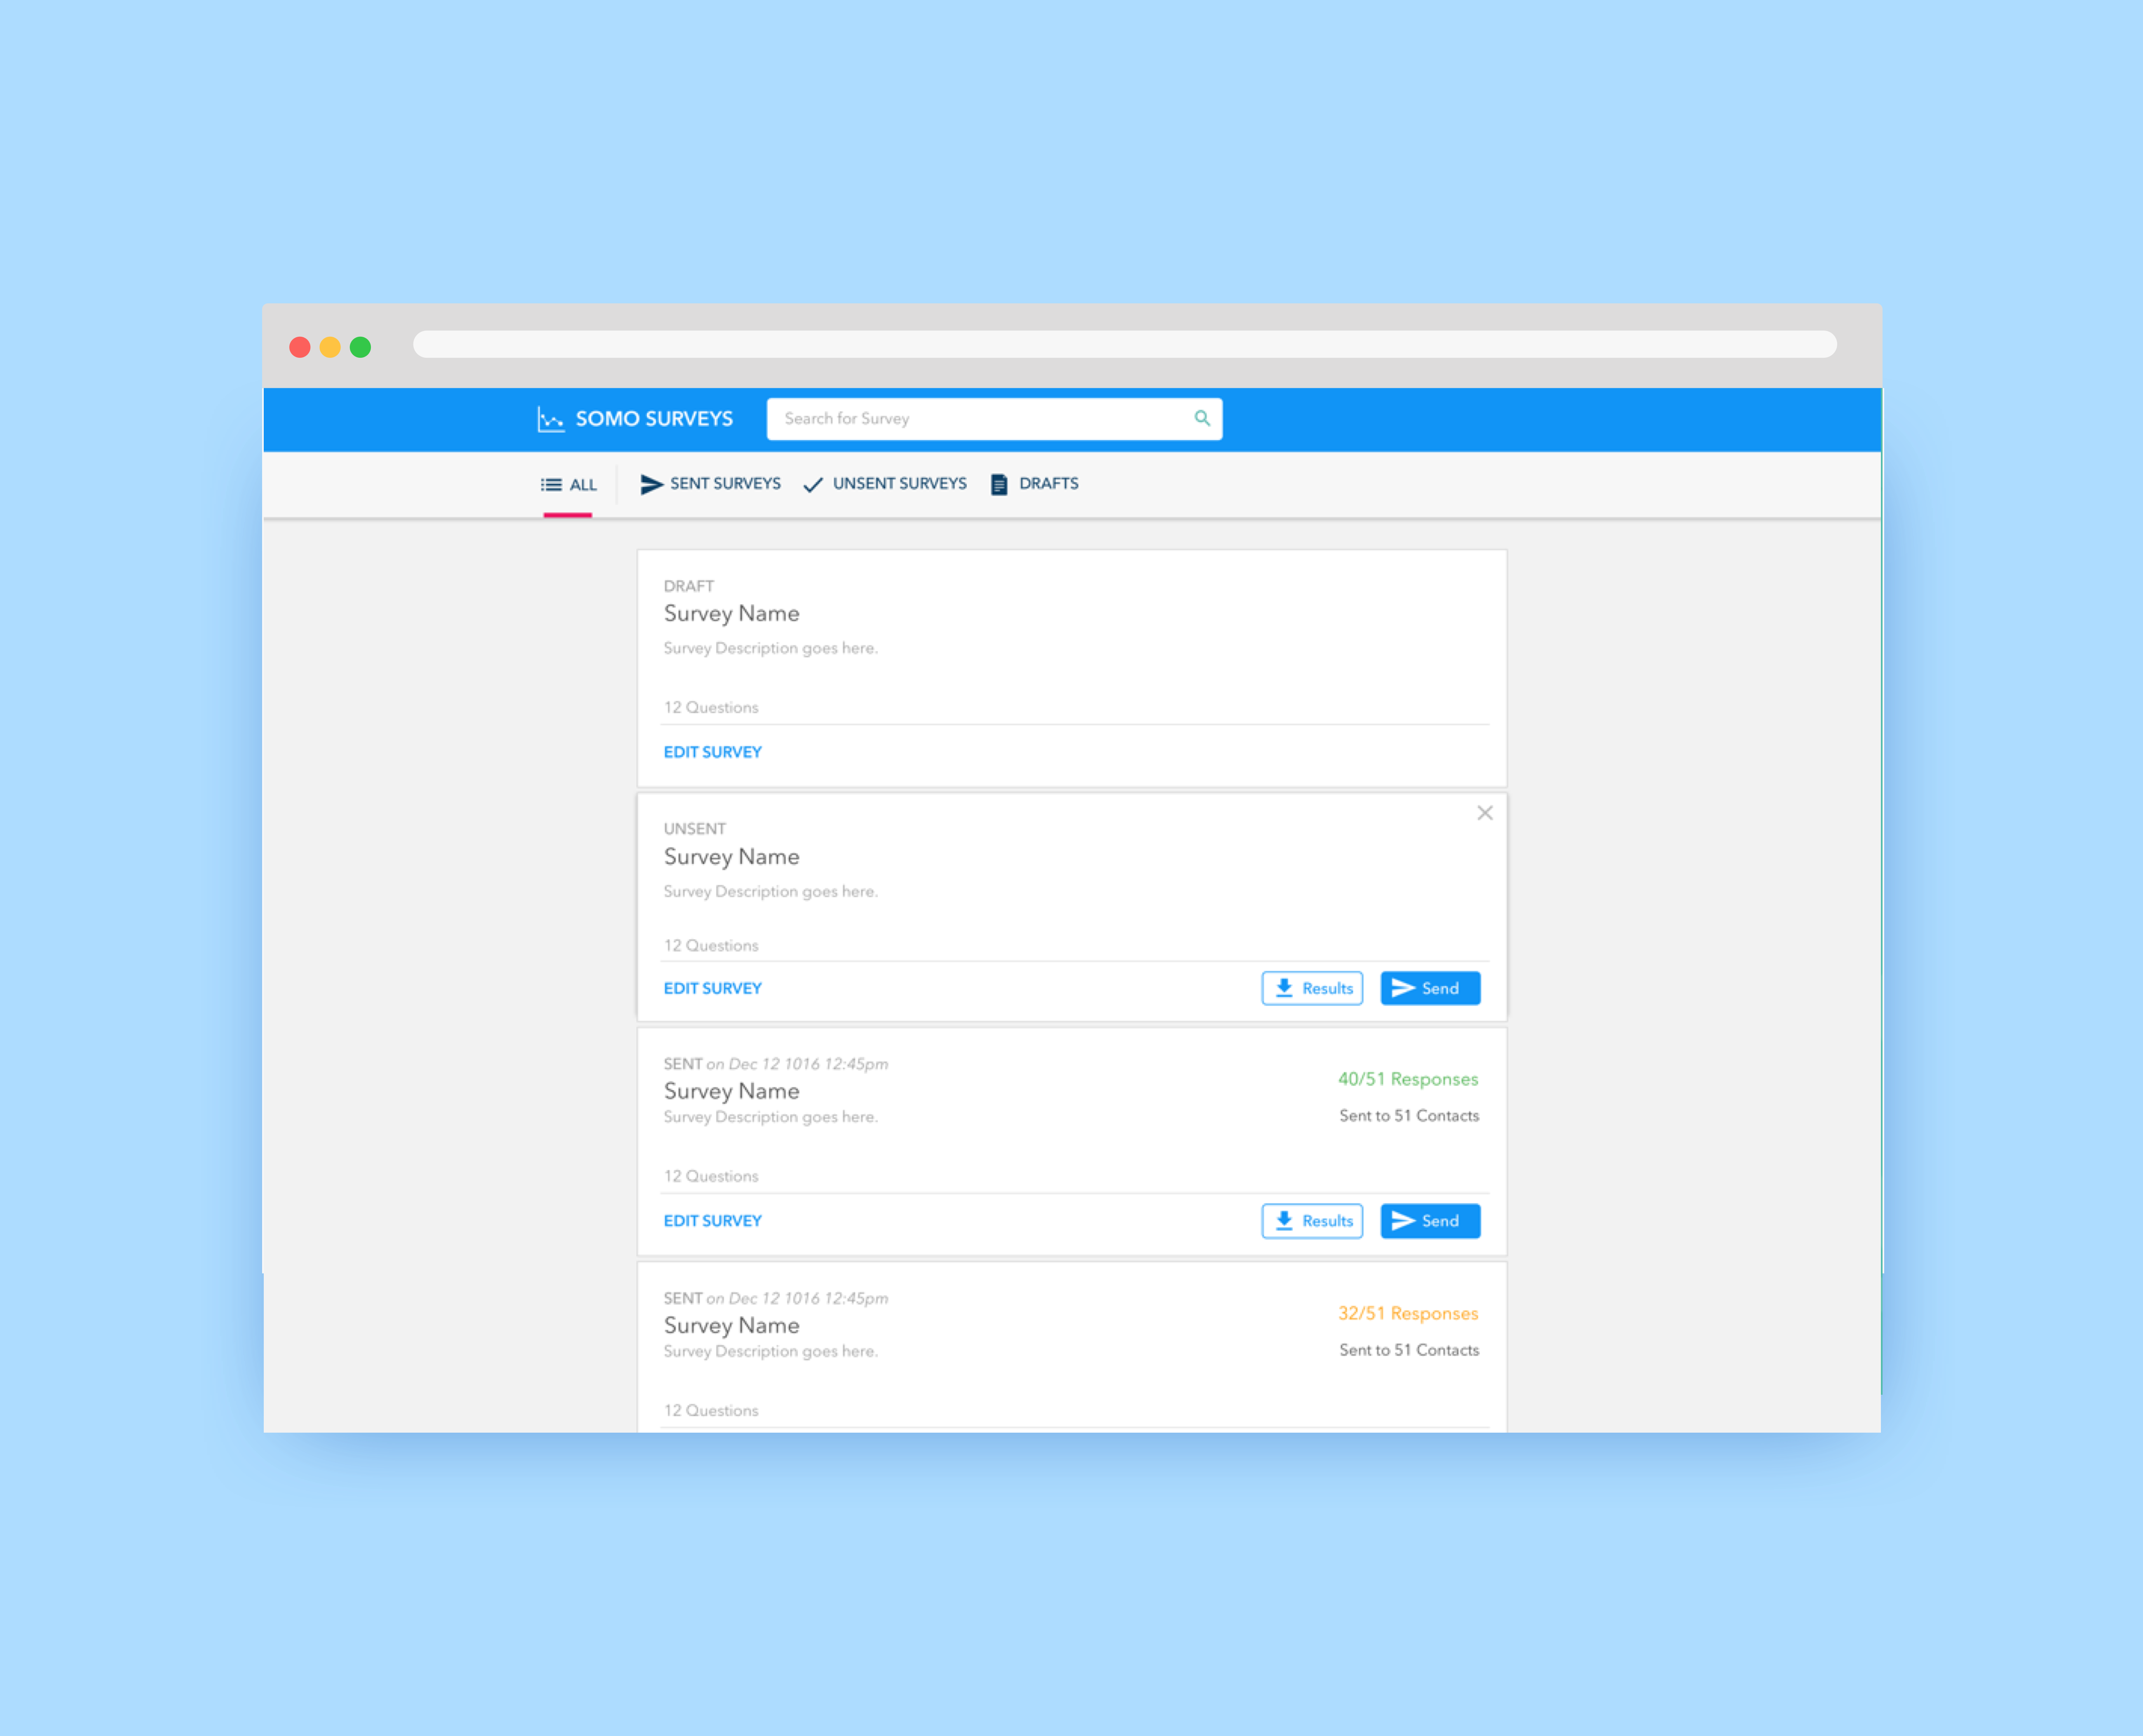 SOMO SURVEYS
Search for Survey
ALL
SENT SURVEYS
UNSENT SURVEYS
DRAFTS
DRAFT
Survey Name
Survey Description goes here.
12 Questions
EDIT SURVEY
UNSENT
Survey Name
Survey Description goes here.
12 Questions
EDIT SURVEY
Results
Send
SENT on Dec 12 1016 12:45pm
Survey Name
Survey Description goes here.
40/51 Responses
Sent to 51 Contacts
12 Questions
EDIT SURVEY
Results
Send
SENT on Dec 12 1016 12:45pm
Survey Name
Survey Description goes here.
32/51 Responses
Sent to 51 Contacts
12 Questions